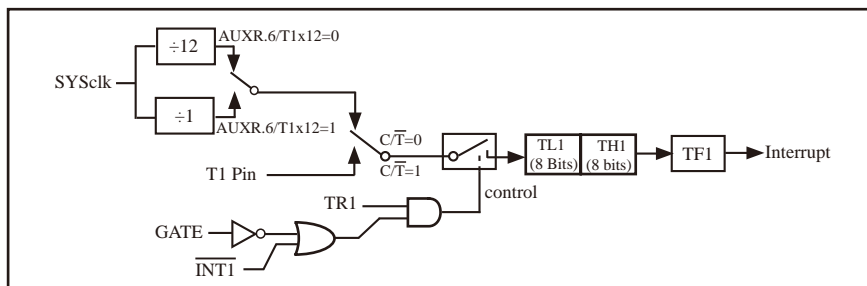 ÷12
AUXR.6/T1x12=0
SYSclk
÷1
AUXR.6/T1x12=1
C/T̅=0
C/T̅=1
TL1
(8 Bits)
TH1
(8 bits)
TF1
Interrupt
T1 Pin
control
TR1
GATE
I̅N̅T̅1̅